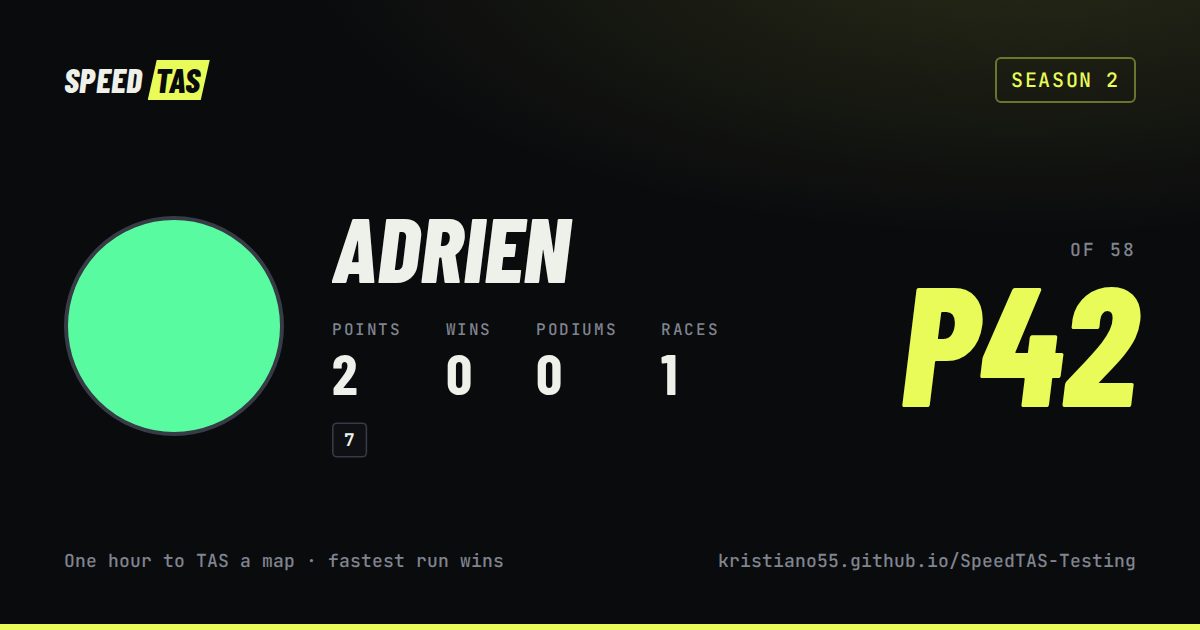 SPEED TAS
SEASON 2
ADRIEN
POINTS WINS PODIUMS RACES
2 0 0 1
7
OF 58
P42
One hour to TAS a map · fastest run wins
kristiano55.github.io/SpeedTAS-Testing